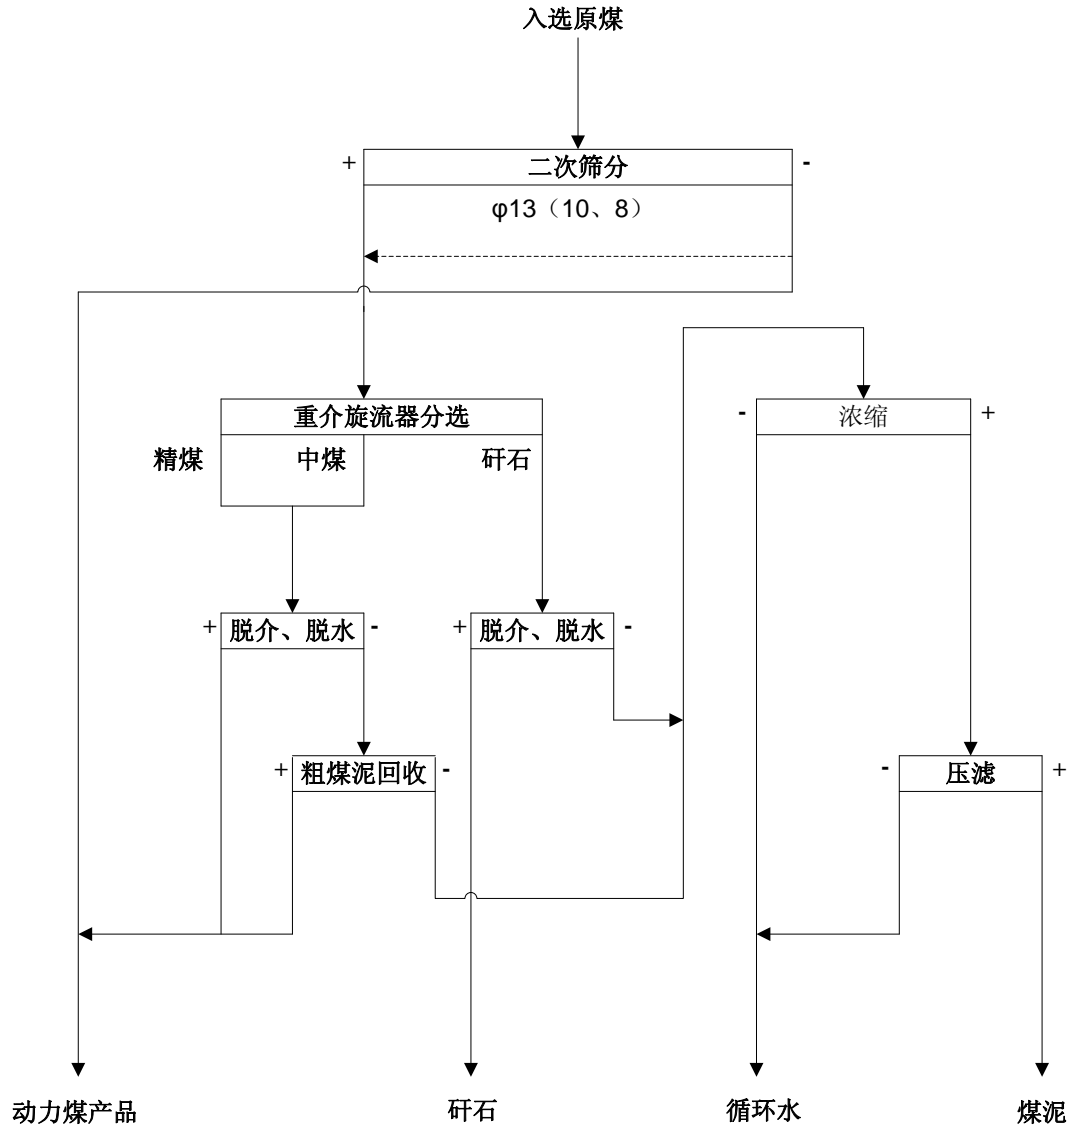 入选原煤
+ 二次筛分 -
φ13（10、8）
重介旋流器分选
- 浓缩 +
精煤 中煤 矸石
+ 脱介、脱水 -
+ 脱介、脱水 -
+ 粗煤泥回收 -
- 压滤 +
动力煤产品 矸石 循环水 煤泥